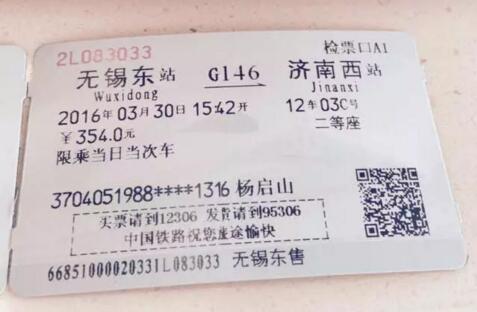 2L083033 检票口A1
无锡东站 G146 济南西站
Wuxidong Jinanxi
2016年03月30日15:42开 12车03C号
￥354.0元 二等座
限乘当日当次车
3704051988****1316 杨启山
买票请到12306 发货请到95306
中国铁路祝您旅途愉快
66851000020331L083033 无锡东售